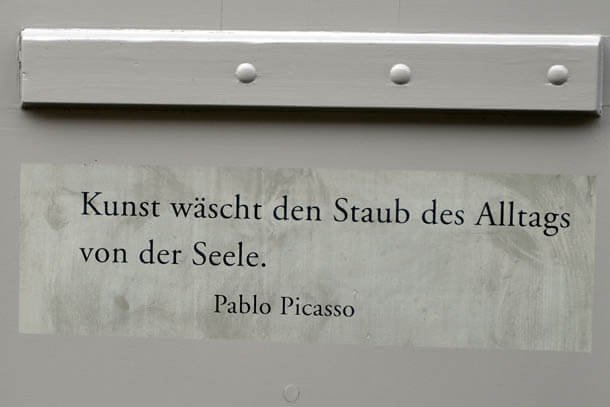 Kunst wäscht den Staub des Alltags
von der Seele.
Pablo Picasso